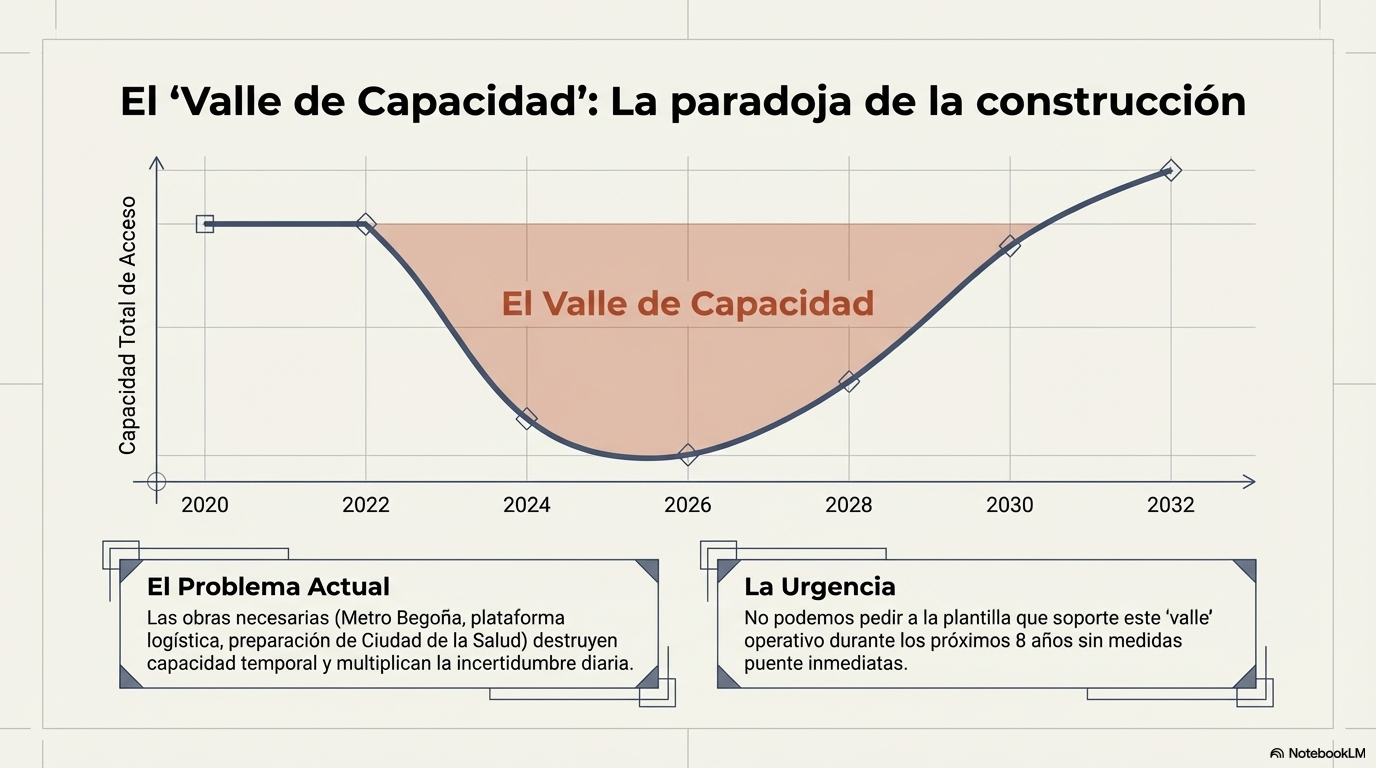 El ‘Valle de Capacidad’: La paradoja de la construcción
Capacidad Total de Acceso
El Valle de Capacidad
2020 2022 2024 2026 2028 2030 2032
El Problema Actual
Las obras necesarias (Metro Begoña, plataforma
logística, preparación de Ciudad de la Salud) destruyen
capacidad temporal y multiplican la incertidumbre diaria.
La Urgencia
No podemos pedir a la plantilla que soporte este ‘valle’
operativo durante los próximos 8 años sin medidas
puente inmediatas.
NotebookLM